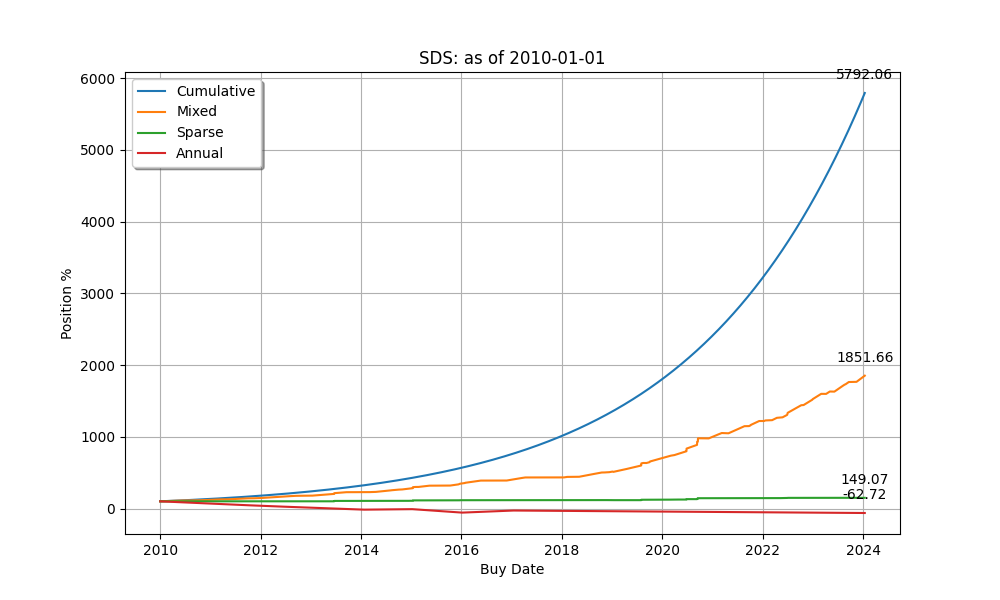 SDS: as of 2010-01-01
6000
5792.06
Cumulative
Mixed
Sparse
Annual
5000
4000
3000
2000
1851.66
1000
149.07
-62.72
0
Position %
2010 2012 2014 2016 2018 2020 2022 2024
Buy Date